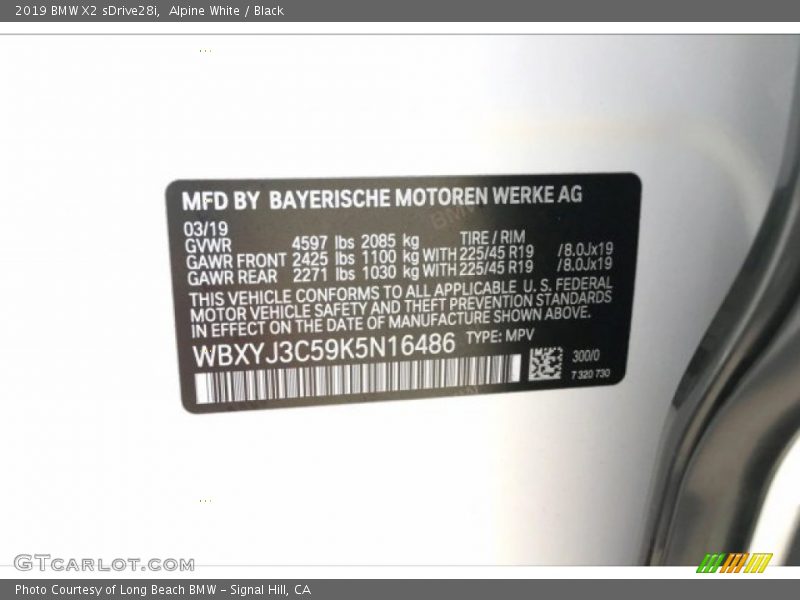 2019 BMW X2 sDrive28i, Alpine White / Black
MFD BY BAYERISCHE MOTOREN WERKE AG
03/19
GVWR 4597 lbs 2085 kg TIRE / RIM
GAWR FRONT 2425 lbs 1100 kg WITH 225/45 R19 /8.0Jx19
GAWR REAR 2271 lbs 1030 kg WITH 225/45 R19 /8.0Jx19
THIS VEHICLE CONFORMS TO ALL APPLICABLE U. S. FEDERAL
MOTOR VEHICLE SAFETY AND THEFT PREVENTION STANDARDS
IN EFFECT ON THE DATE OF MANUFACTURE SHOWN ABOVE.
WBXYJ3C59K5N16486 TYPE: MPV
300/0
7 320 730
GTCARLOT.COM
Photo Courtesy of Long Beach BMW - Signal Hill, CA